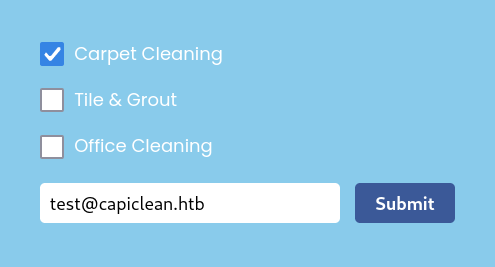 Carpet Cleaning
Tile & Grout
Office Cleaning
test@capiclean.htb Submit